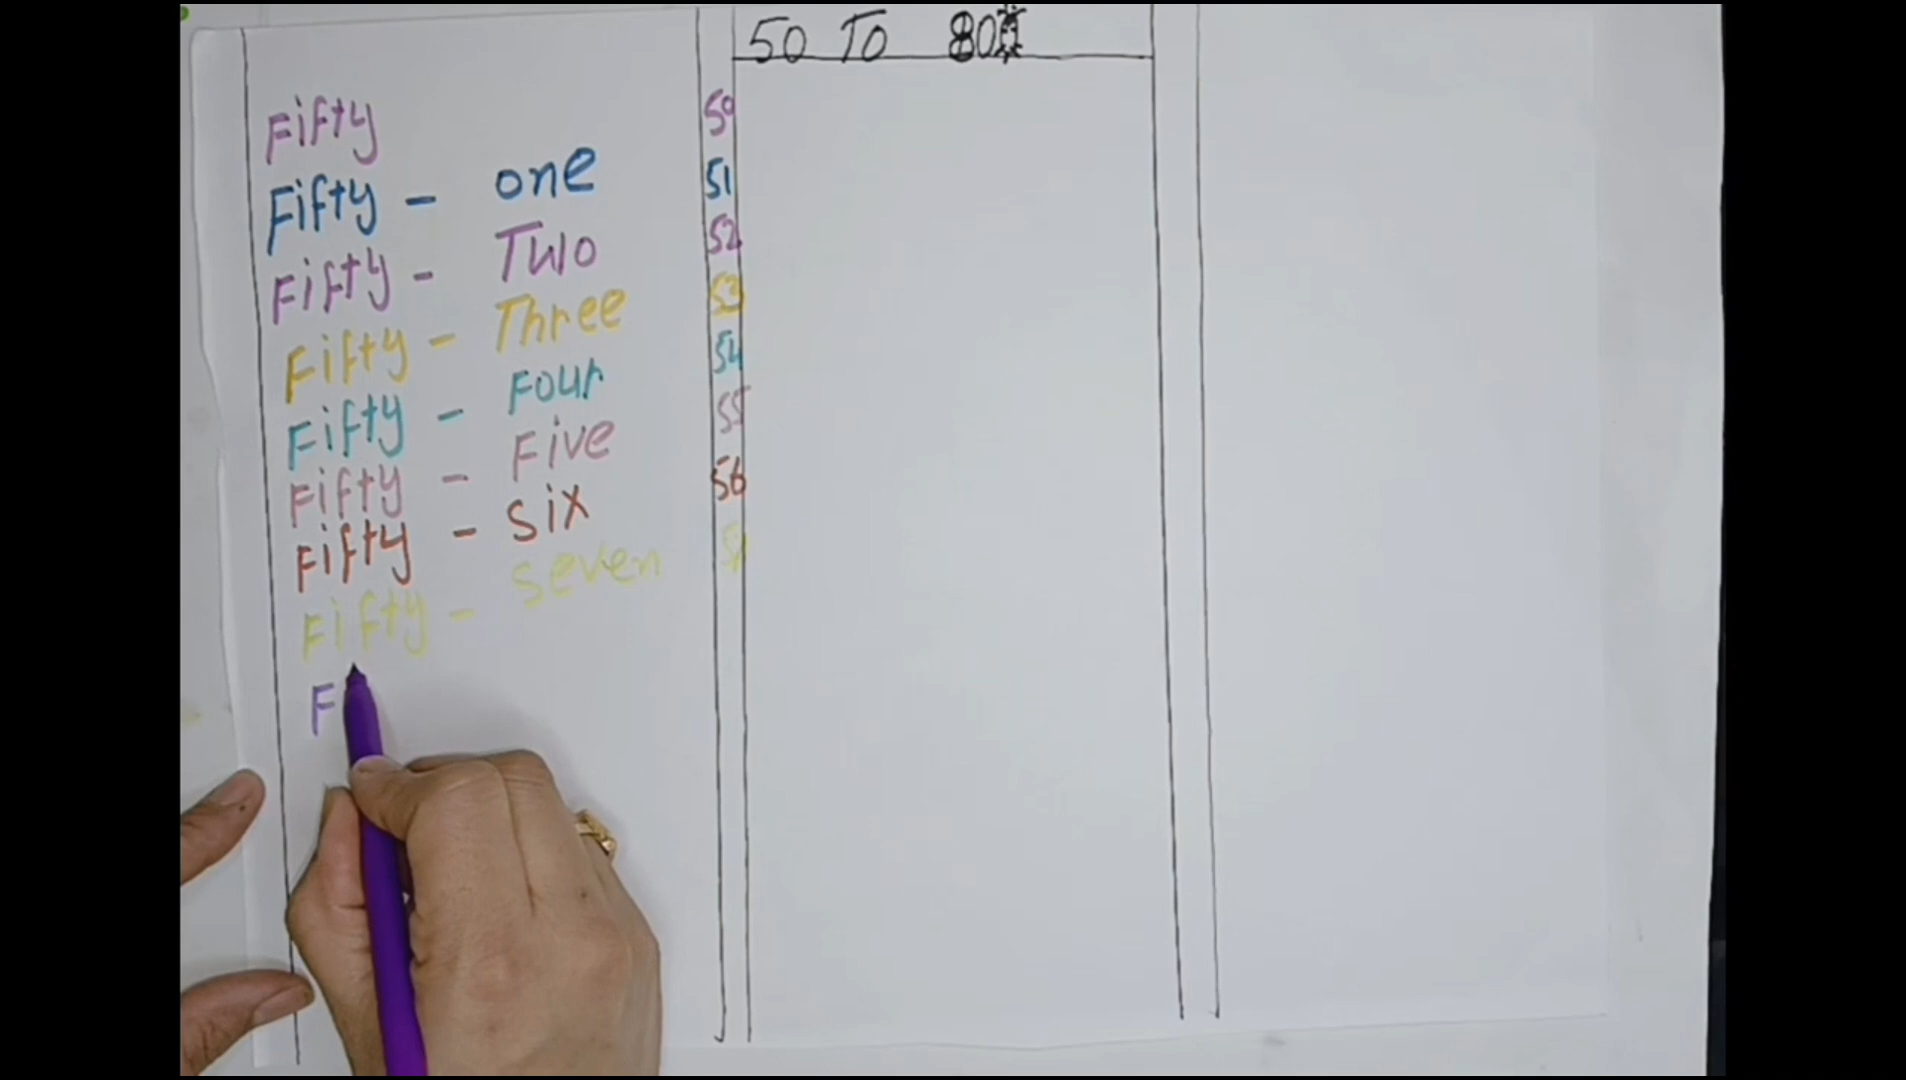 50 To 80
Fifty 50
Fifty - one 51
Fifty - Two 52
Fifty - Three 53
Fifty - Four 54
Fifty - Five 55
Fifty - six 56
Fifty - seven 57
F